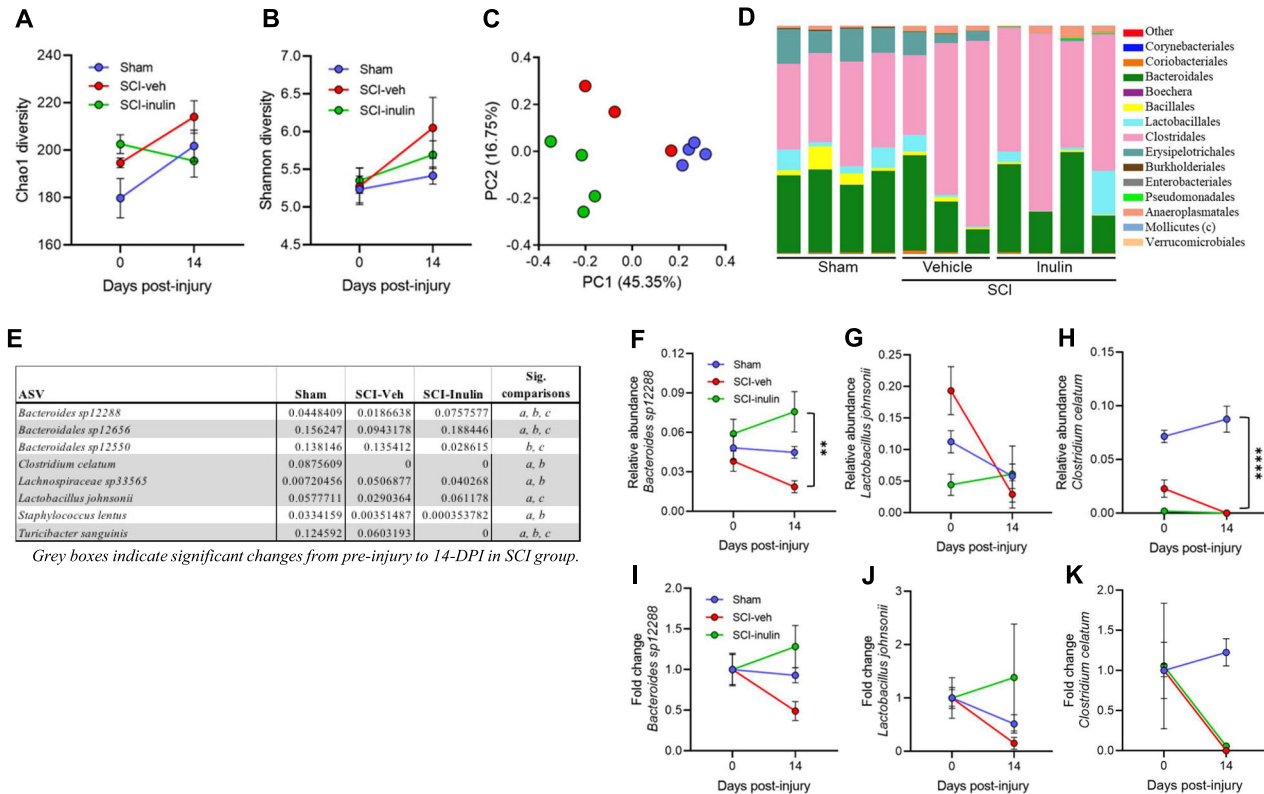 A
Chao1 diversity
260
220
200
180
160
0
14
Days post-injury
Sham
SCI-veh
SCI-inulin
B
Shannon diversity
7.0
6.5
6.0
5.5
5.0
4.5
0
14
Days post-injury
Sham
SCI-veh
SCI-inulin
C
PC2 (16.75%)
0.4
0.2
0.0
-0.2
-0.4
-0.4
-0.2
0.0
0.2
0.4
PC1 (45.35%)
D
Sham
Vehicle
Inulin
SCI
Other
Corynebacteriales
Coriobacteriales
Bacteroidales
Boechera
Bacillales
Lactobacillales
Clostridales
Erysipelotrichales
Burkholderiales
Enterobacteriales
Pseudomonadales
Anaeroplasmatales
Mollicutes (c)
Verrucomicrobiales
E
ASV Sham SCI-Veh SCI-Inulin Sig. comparisons
Bacteroides sp12288 0.0448409 0.0186638 0.0757577 a, b, c
Bacteroidales sp12656 0.156247 0.0943178 0.188446 a, b, c
Bacteroidales sp12550 0.138146 0.135412 0.028615 b, c
Clostridium celatum 0.0875609 0 0 a, b
Lachnospiraceae sp33565 0.00720456 0.0506877 0.040268 a, b
Lactobacillus johnsonii 0.0577711 0.0290364 0.061178 a, c
Staphylococcus lentus 0.0334159 0.00351487 0.000353782 a, b
Turicibacter sanguinis 0.124592 0.0603193 0 a, b, c
Grey boxes indicate significant changes from pre-injury to 14-DPI in SCI group.
F
Relative abundance
Bacteroides sp12288
0.12
0.09
0.06
0.03
0.00
0
14
Days post-injury
Sham
SCI-veh
SCI-inulin
**
G
Relative abundance
Lactobacillus johnsonii
0.25
0.20
0.15
0.10
0.05
0.00
0
14
Days post-injury
H
Relative abundance
Clostridium celatum
0.15
0.10
0.05
0.00
0
14
Days post-injury
****
I
Fold change
Bacteroides sp12288
2.0
1.5
1.0
0.5
0.0
0
14
Days post-injury
Sham
SCI-veh
SCI-inulin
J
Fold change
Lactobacillus johnsonii
3
2
1
0
0
14
Days post-injury
K
Fold change
Clostridium celatum
2.0
1.5
1.0
0.5
0.0
0
14
Days post-injury